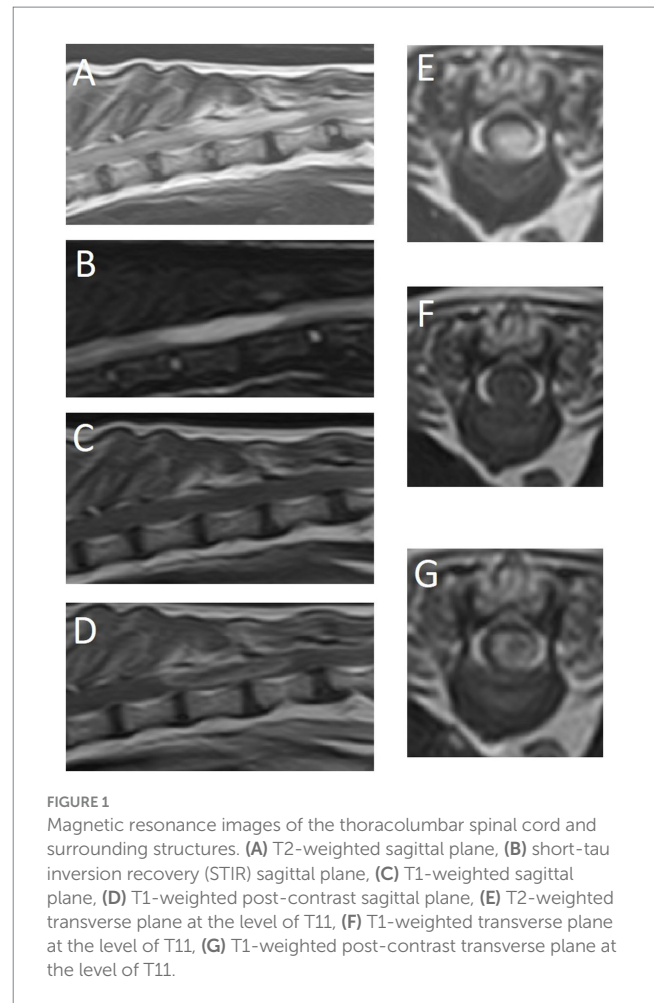 A
B
C
D
E
F
G
FIGURE 1
Magnetic resonance images of the thoracolumbar spinal cord and
surrounding structures. (A) T2-weighted sagittal plane, (B) short-tau
inversion recovery (STIR) sagittal plane, (C) T1-weighted sagittal
plane, (D) T1-weighted post-contrast sagittal plane, (E) T2-weighted
transverse plane at the level of T11, (F) T1-weighted transverse plane
at the level of T11, (G) T1-weighted post-contrast transverse plane at
the level of T11.